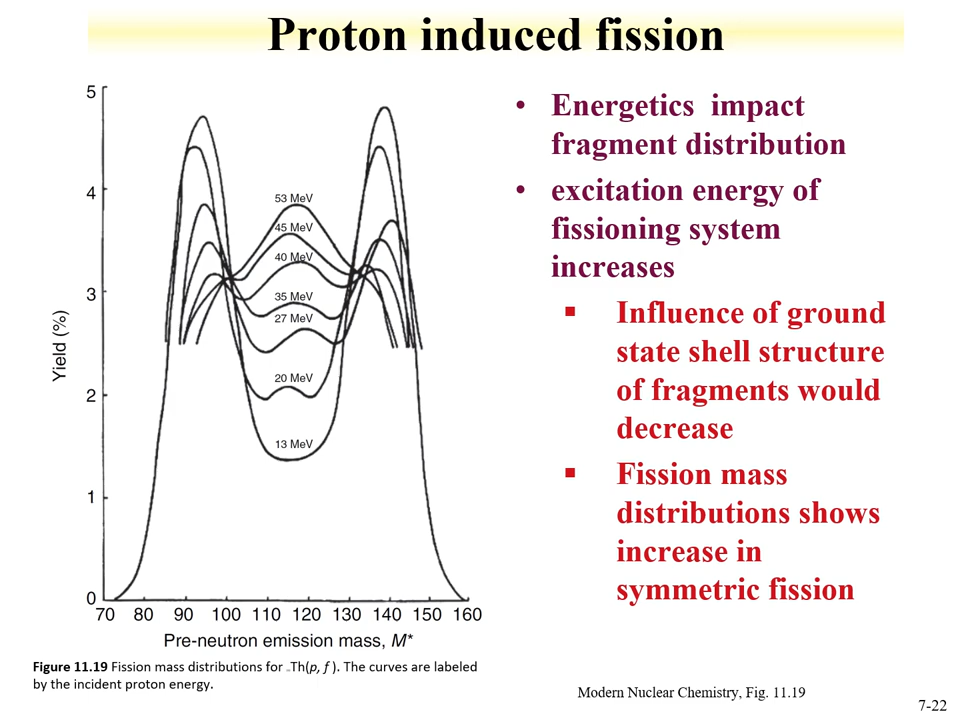 Proton induced fission
5
4
3
2
1
0
Yield (%)
53 MeV
45 MeV
40 MeV
35 MeV
27 MeV
20 MeV
13 MeV
70 80 90 100 110 120 130 140 150 160
Pre-neutron emission mass, M*
Figure 11.19 Fission mass distributions for Th(p, f ). The curves are labeled
by the incident proton energy.
• Energetics impact
fragment distribution
• excitation energy of
fissioning system
increases
▪ Influence of ground
state shell structure
of fragments would
decrease
▪ Fission mass
distributions shows
increase in
symmetric fission
Modern Nuclear Chemistry, Fig. 11.19
7-22